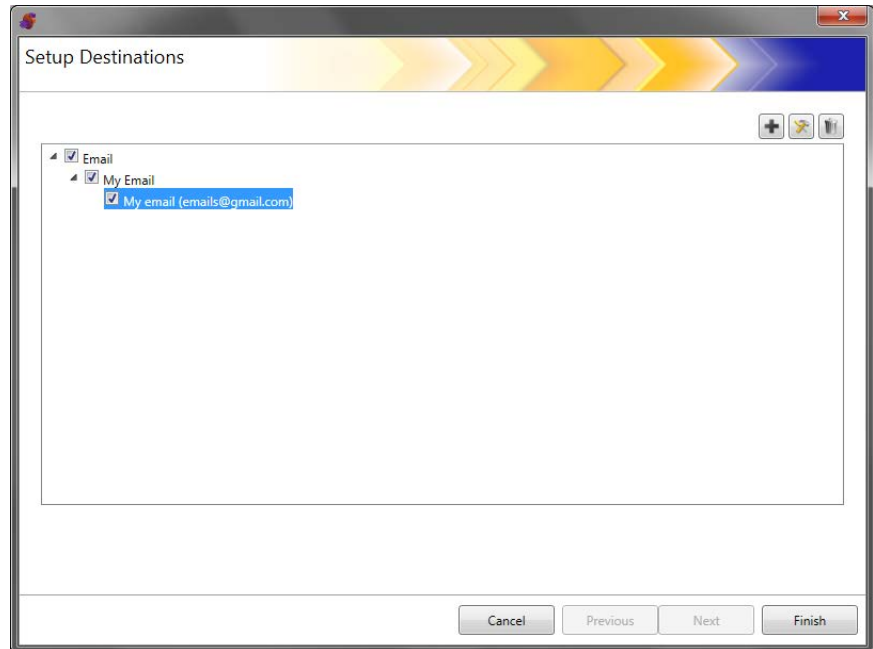 Setup Destinations
Email
My Email
My email (emails@gmail.com)
Cancel Previous Next Finish